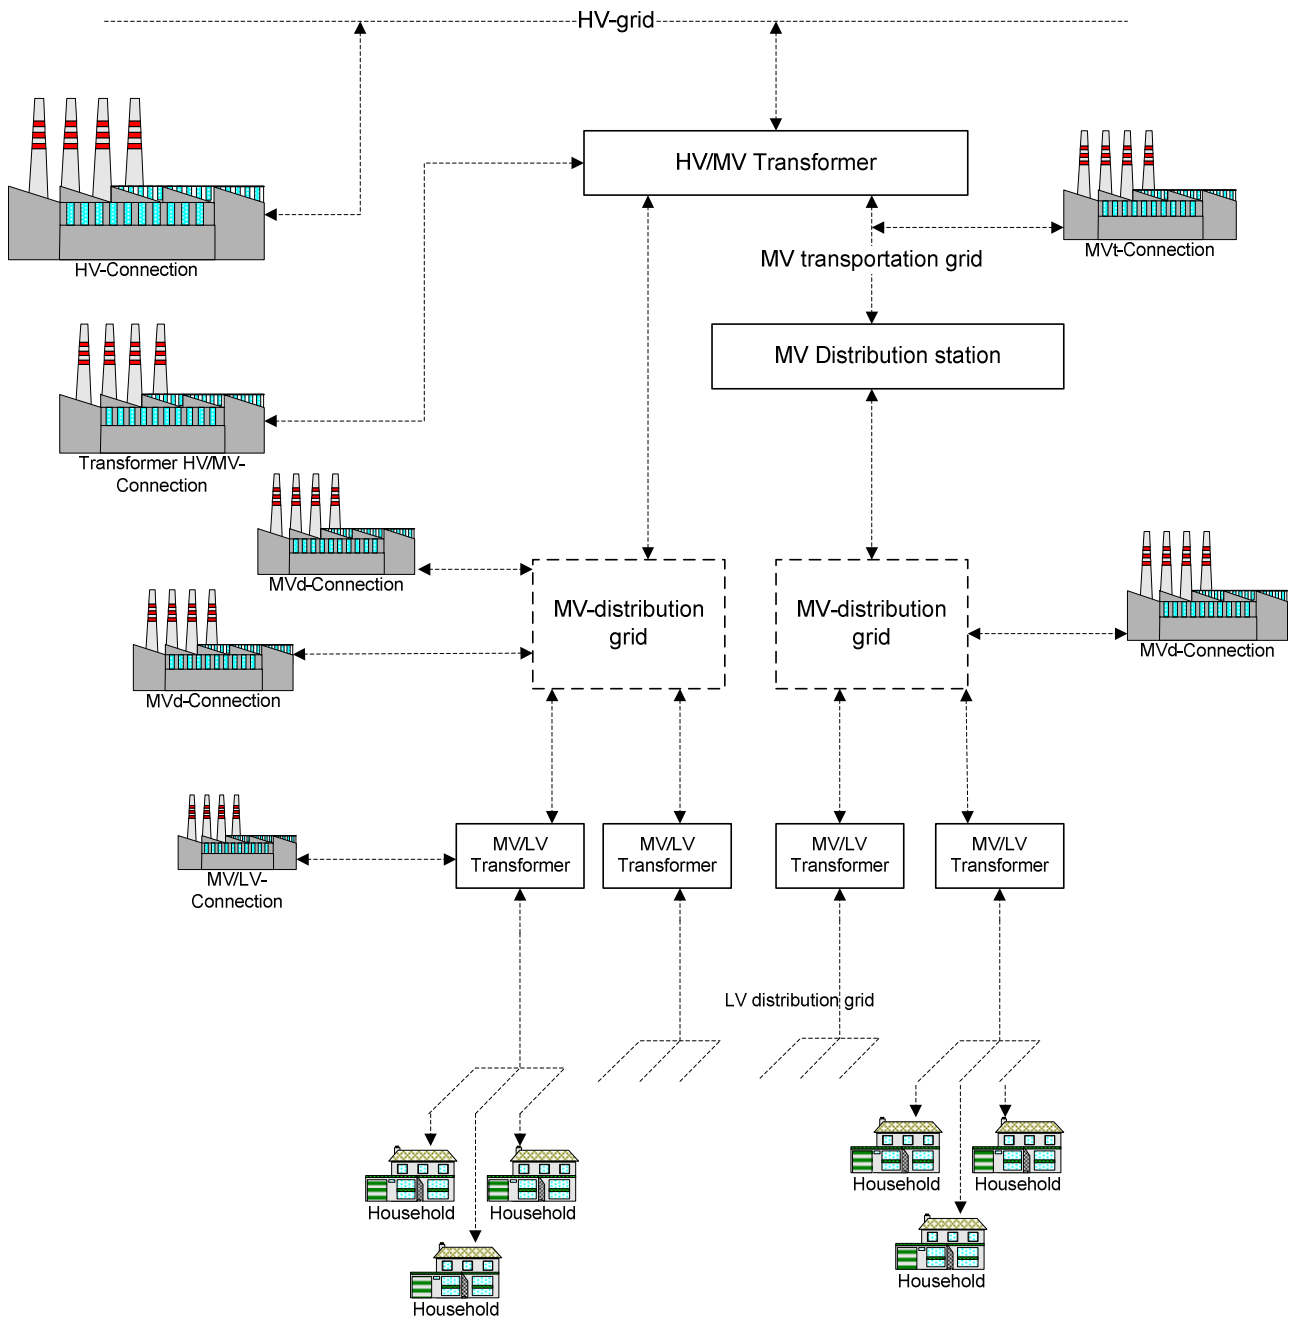 HV-grid
HV/MV Transformer
HV-Connection
MVt-Connection
MV transportation grid
MV Distribution station
Transformer HV/MV-
Connection
MVd-Connection
MV-distribution
grid
MV-distribution
grid
MVd-Connection
MVd-Connection
MV/LV
Transformer
MV/LV
Transformer
MV/LV
Transformer
MV/LV
Transformer
MV/LV-
Connection
LV distribution grid
Household
Household
Household
Household
Household
Household